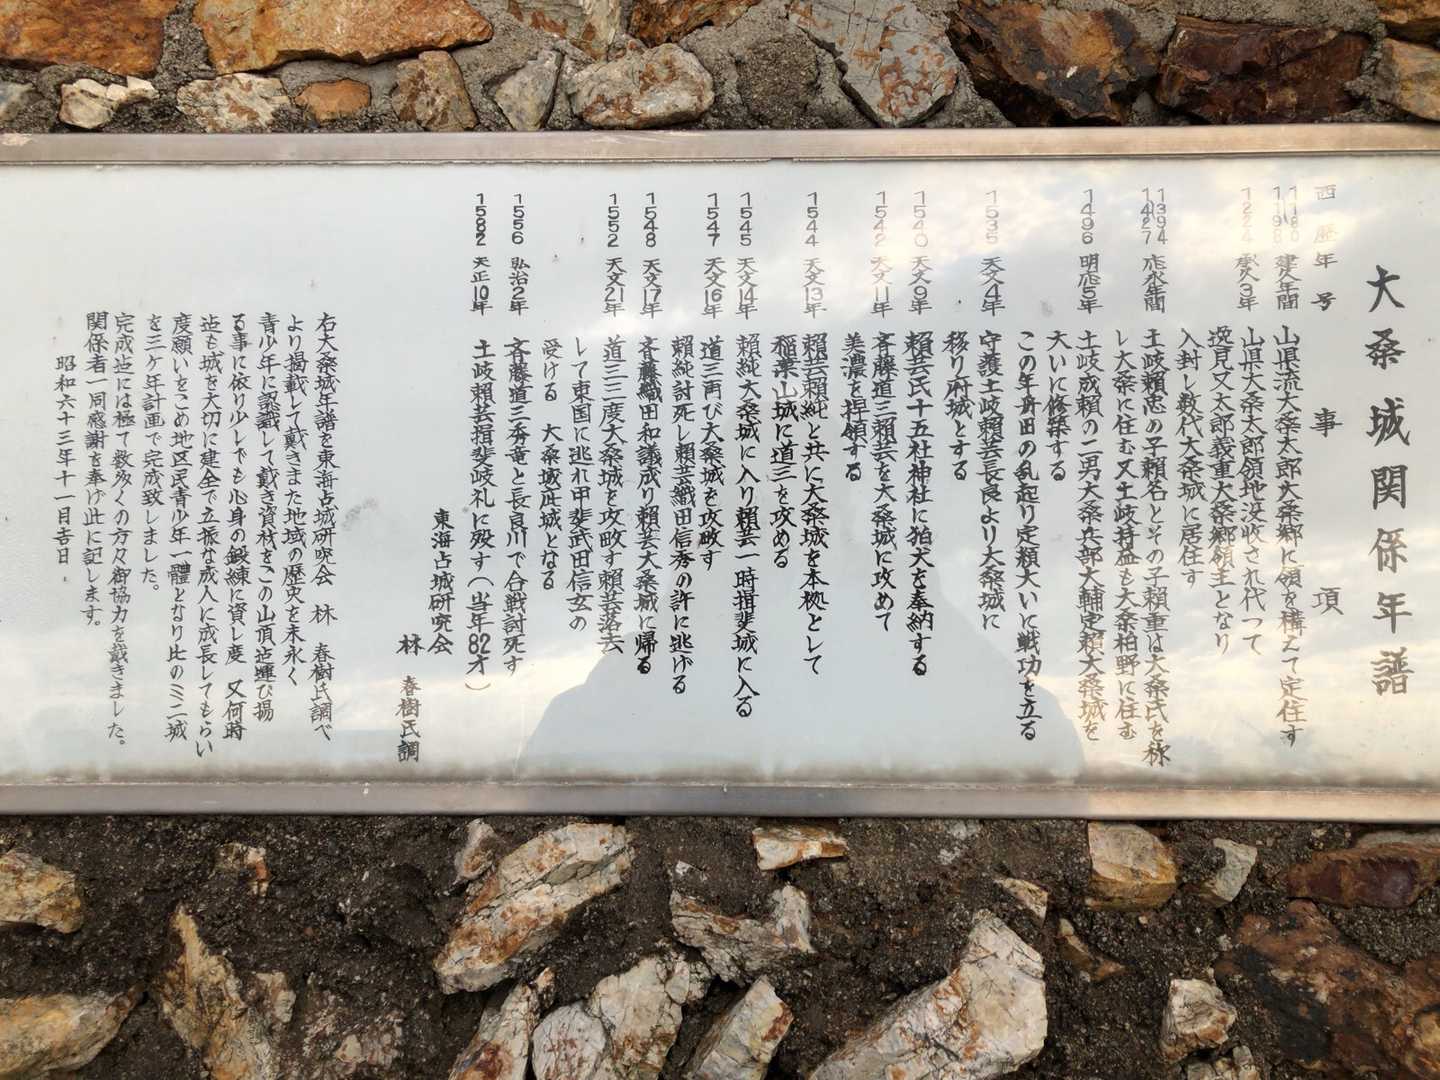 大桑城関係年譜
西歴 年号 事項
1180 1198 建久年間 山県流大桑太郎大桑郷に領を構えて定住す
1224 承久3年 山県大桑太郎領地没収され代って
逸見又太郎義重大桑郷領主となり
入封し数代大桑城に居住す
1394 1427 応永年間 土岐頼忠の子頼名とその子頼重は大桑氏を称
し大桑に住む又土岐持益も大桑柏野に住む
1496 明応5年 土岐成頼の二男大桑兵部大輔定頼大桑城を
大いに修築する
この年舟田の乱起り定頼大いに戦功を立る
1535 天文4年 守護土岐頼芸長良より大桑城に
移り府城とする
1540 天文9年 頼芸氏十五社神社に狛犬を奉納する
1542 天文11年 斉藤道三頼芸を大桑城に攻めて
美濃を押領する
1544 天文13年 頼芸頼純と共に大桑城を本拠として
稲葉山城に道三を攻める
1545 天文14年 頼純大桑城に入り頼芸一時揖斐城に入る
1547 天文16年 道三再び大桑城を攻畋す
頼純討死し頼芸織田信秀の許に逃げる
1548 天文17年 斉藤織田和議成り頼芸大桑城に帰る
1552 天文21年 道三三度大桑城を攻略す頼芸落去
して東国に逃れ甲斐武田信玄の
受ける 大桑城此城となる
1556 弘治2年 斉藤道三秀竜と長良川で合戦討死す
1582 天正10年 土岐頼芸揖斐岐礼に歿す(当年82才)
東海古城研究会
林 春樹氏調
右大桑城年譜を東海古城研究会 林 春樹氏調べ
より掲載して戴きまた地域の歴史を末永く
青少年に認識して戴き資材をこの山頂迠運び揚
る事に依り少しでも心身の鍛練に資し度 又何時
迠も城を大切に建全で立振な成人に成長してもらい
度願いをこめ地区民青少年一體となり比のミニ城
を三ヶ年計画で完成致しました。
完成迠には極て数多くの方々御協力を戴きました。
関係者一同感謝を奉げ此に記します。
昭和六十三年十一月吉日.